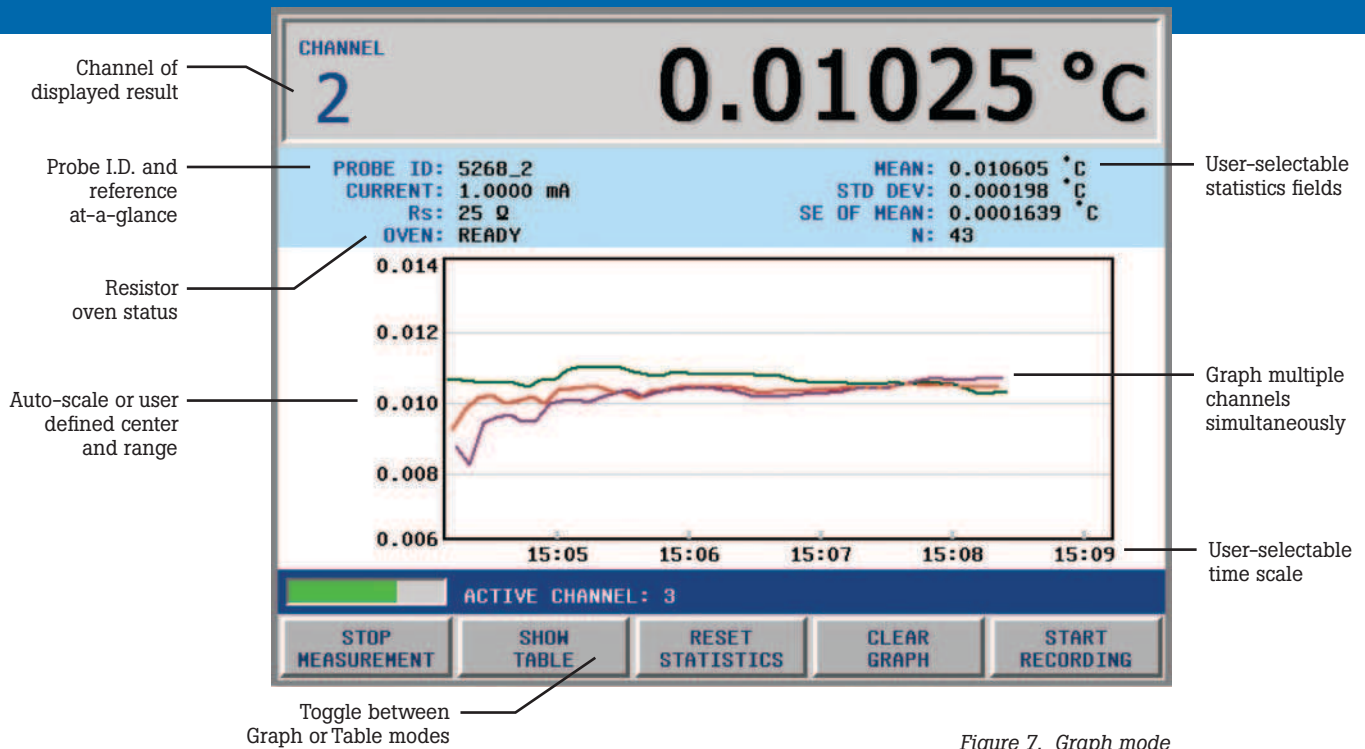 CHANNEL
2
0.01025 °C
Channel of
displayed result
Probe I.D. and
reference
at-a-glance
PROBE ID: 5268_2
CURRENT: 1.0000 mA
Rs: 25 Ω
OVEN: READY
MEAN: 0.010605 °C
STD DEV: 0.000198 °C
SE OF MEAN: 0.0001639 °C
N: 43
User-selectable
statistics fields
Resistor
oven status
Auto-scale or user
defined center
and range
0.014
0.012
0.010
0.008
0.006
15:05 15:06 15:07 15:08 15:09
Graph multiple
channels
simultaneously
User-selectable
time scale
ACTIVE CHANNEL: 3
STOP
MEASUREMENT
SHOW
TABLE
RESET
STATISTICS
CLEAR
GRAPH
START
RECORDING
Toggle between
Graph or Table modes
Figure 7. Graph mode